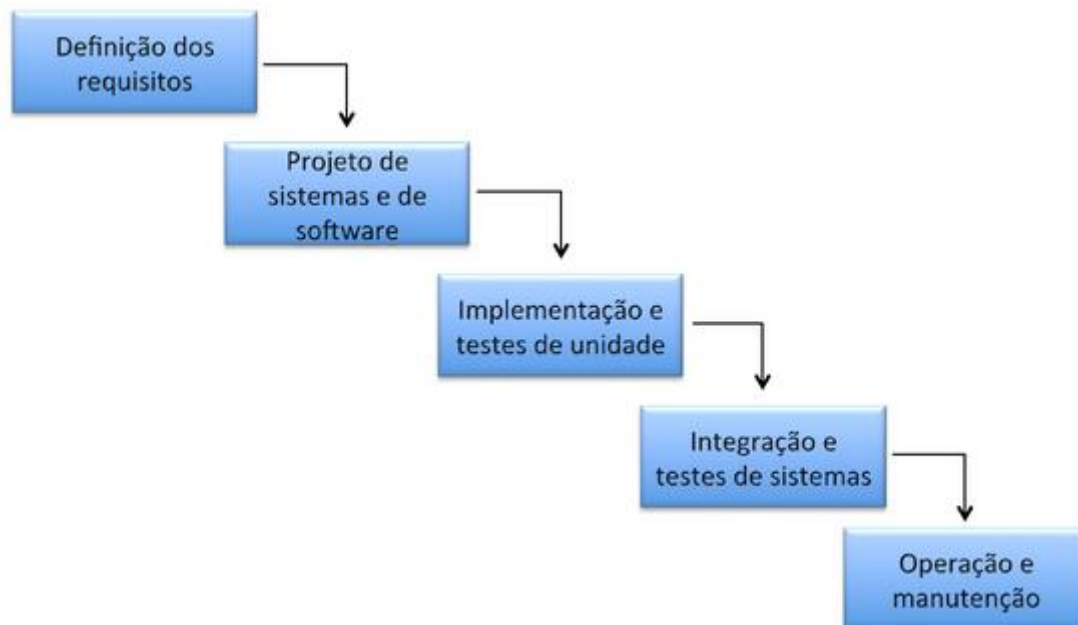 Definição dos
requisitos
Projeto de
sistemas e de
software
Implementação e
testes de unidade
Integração e
testes de sistemas
Operação e
manutenção